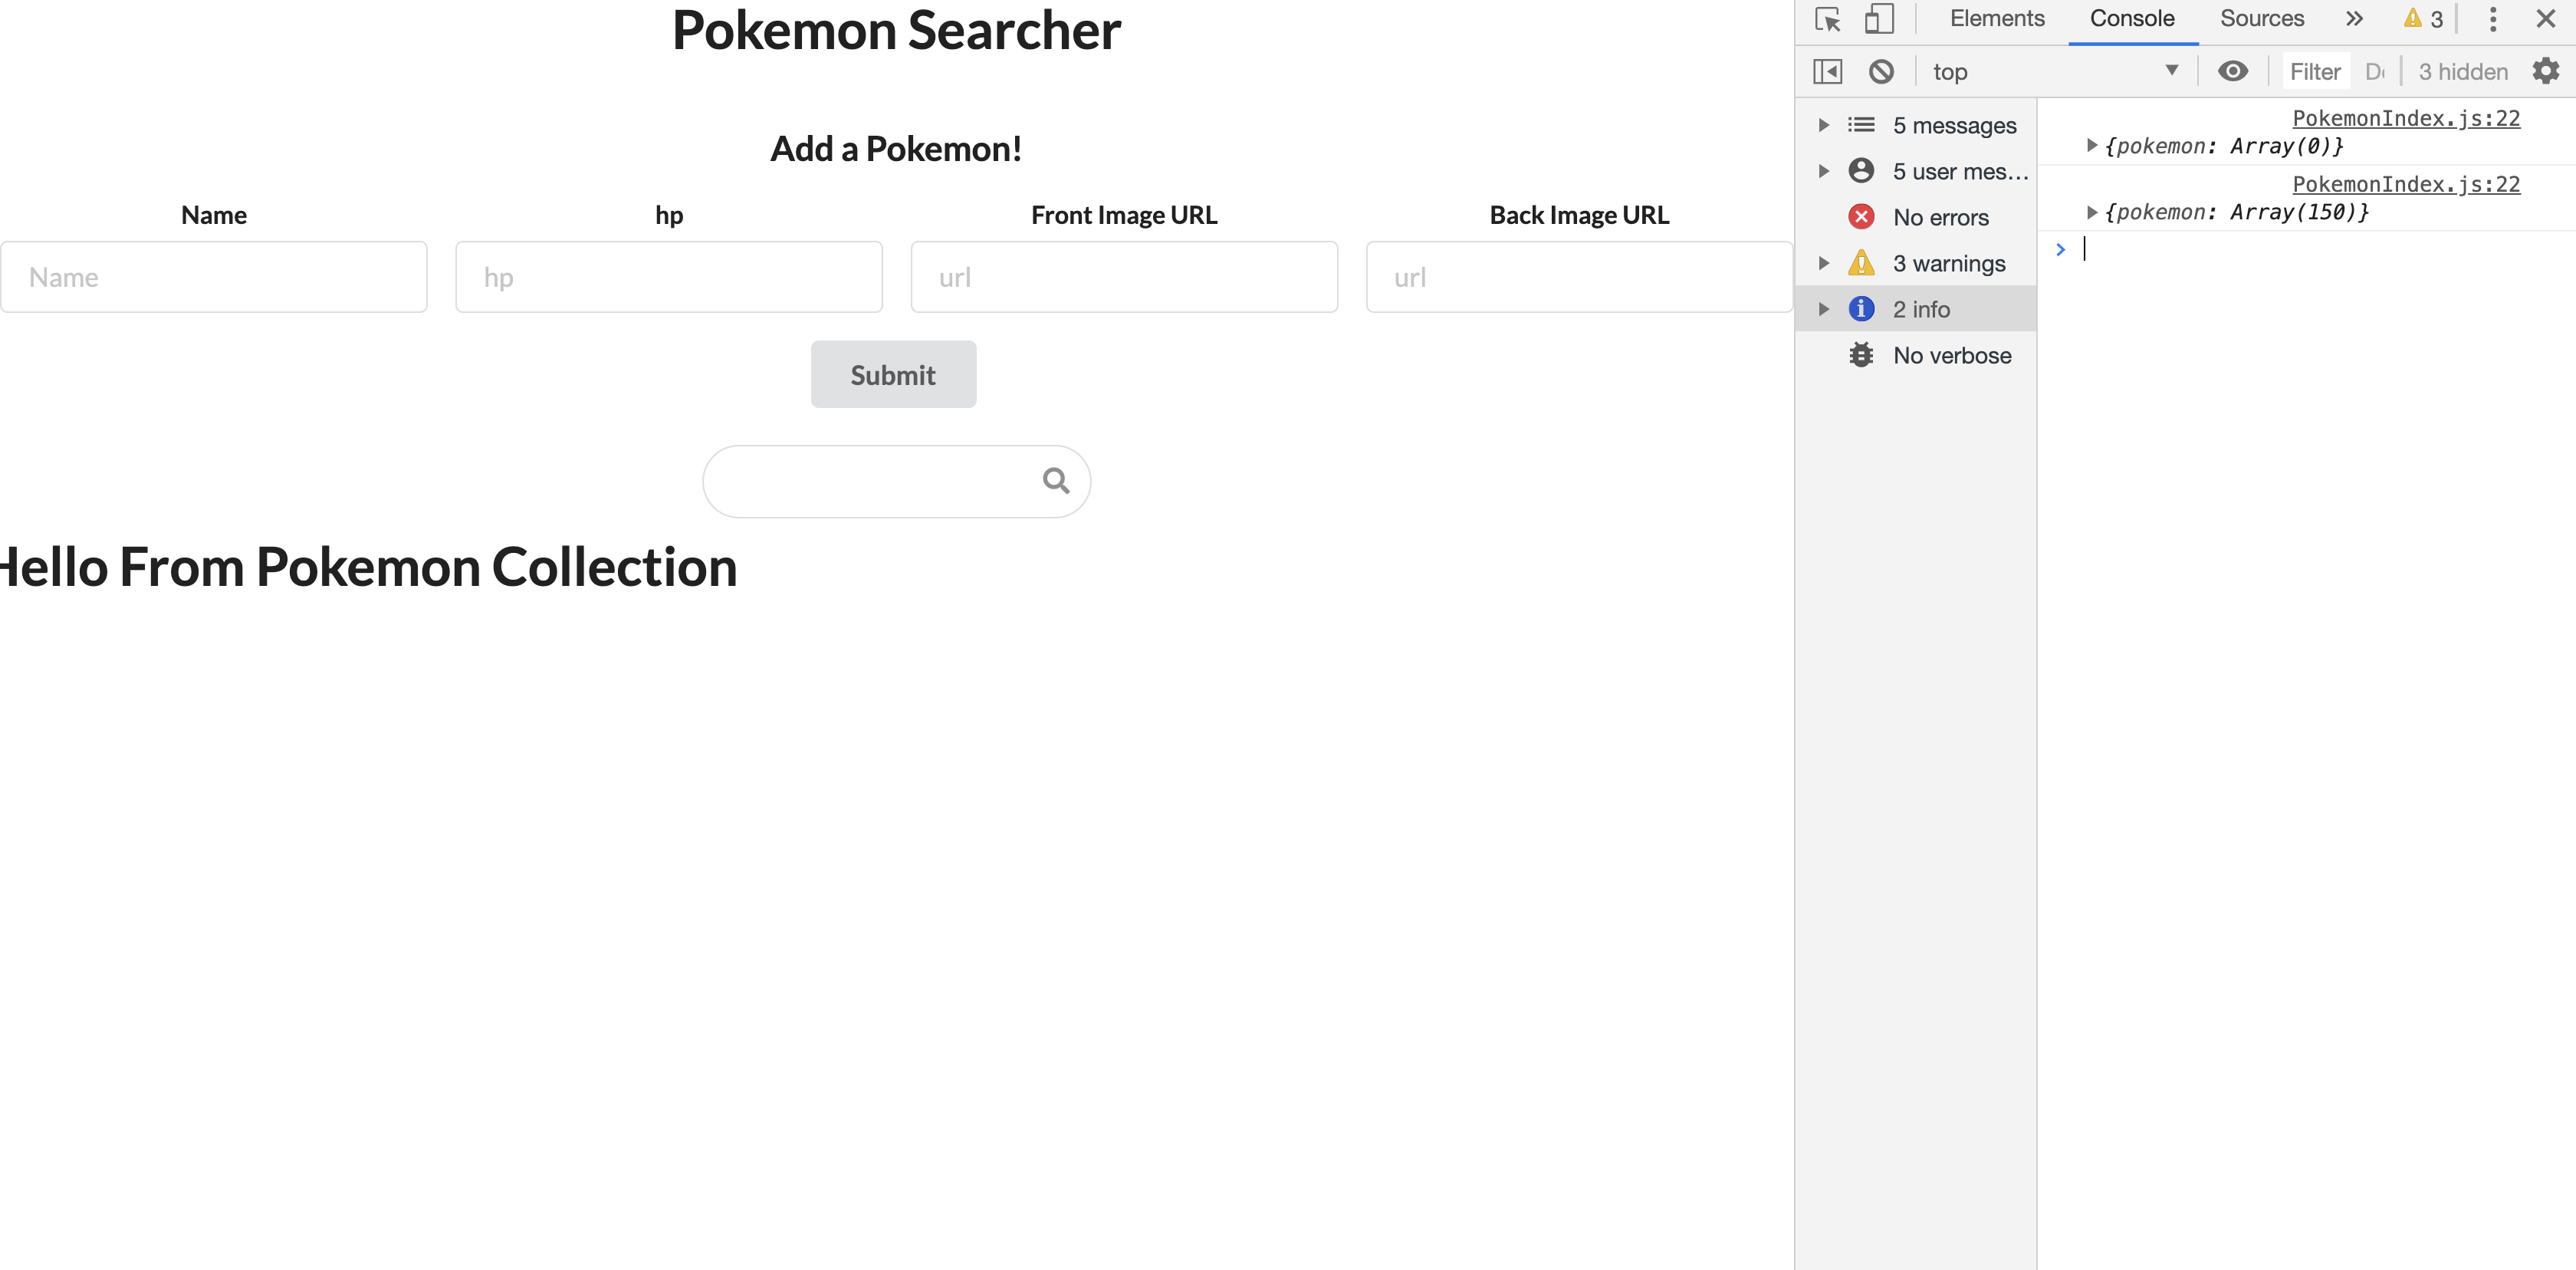 Pokemon Searcher
Add a Pokemon!
Name
hp
Front Image URL
Back Image URL
Name
hp
url
url
Submit
Hello From Pokemon Collection
Elements
Console
Sources
3
top
Filter
3 hidden
5 messages
5 user mes…
No errors
3 warnings
2 info
No verbose
PokemonIndex.js:22
{pokemon: Array(0)}
PokemonIndex.js:22
{pokemon: Array(150)}